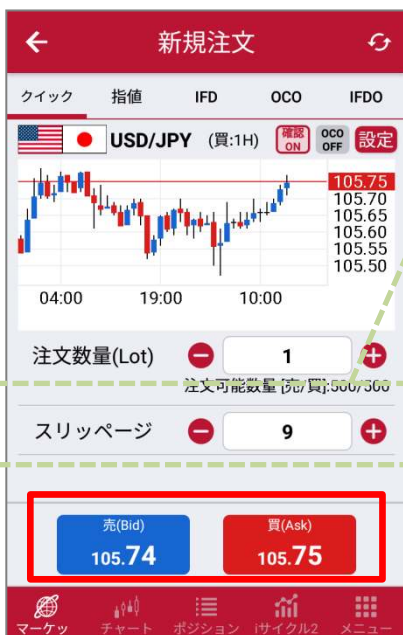 新規注文
クイック 指値 IFD OCO IFDO
USD/JPY (買:1H) 確認 ON OCO OFF 設定
105.75
105.70
105.65
105.60
105.55
105.50
04:00 19:00 10:00
注文数量(Lot) 1
注文可能数量 [売/買]:500/500
スリッページ 9
売(Bid) 買(Ask)
105.74 105.75
マーケッ チャート ポジション iサイクル2 メニュー